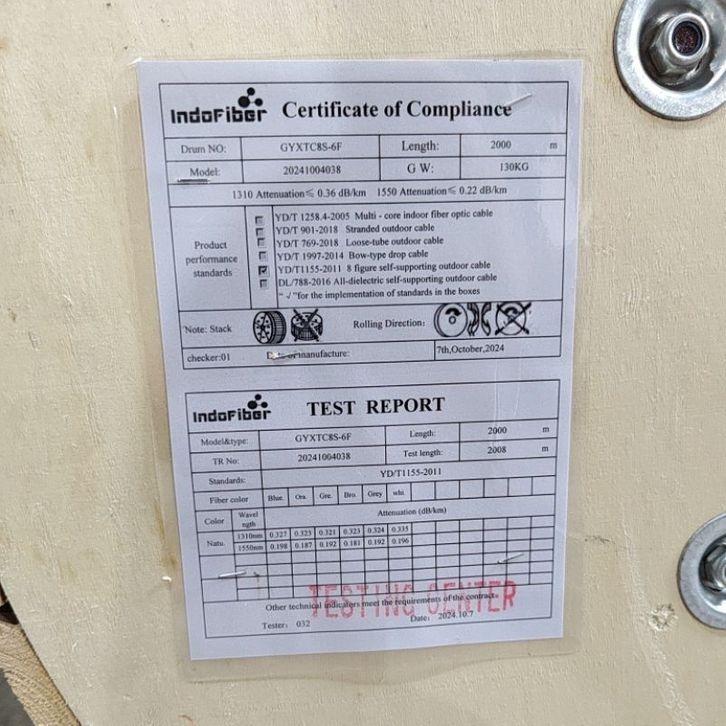 IndoFiber Certificate of Compliance
Drum NO: GYXTC8S-6F Length: 2000 m
Model: 20241004038 G W: 130KG
1310 Attenuation≤ 0.36 dB/km 1550 Attenuation≤ 0.22 dB/km
Product performance standards
YD/T 1258.4-2005 Multi - core indoor fiber optic cable
YD/T 901-2018 Stranded outdoor cable
YD/T 769-2018 Loose-tube outdoor cable
YD/T 1997-2014 Bow-type drop cable
YD/T1155-2011 8 figure self-supporting outdoor cable
DL/788-2016 All-dielectric self-supporting outdoor cable
“ √ ”for the implementation of standards in the boxes
Note: Stack Rolling Direction:
checker:01 Date of manufacture: 7th,October,2024
IndoFiber TEST REPORT
Model&type: GYXTC8S-6F Length: 2000 m
TR No: 20241004038 Test length: 2008 m
Standards: YD/T1155-2011
Fiber color Blue. Ora. Gre. Bro. Grey whi.
Color Wavel ngth Attenuation (dB/km)
Natu. 1310nm 0.327 0.323 0.321 0.323 0.324 0.335
1550nm 0.198 0.187 0.192 0.181 0.192 0.196
TESTING CENTER
Other technical indicators meet the requirements of the contract.
Tester: 032 Date: 2024.10.7